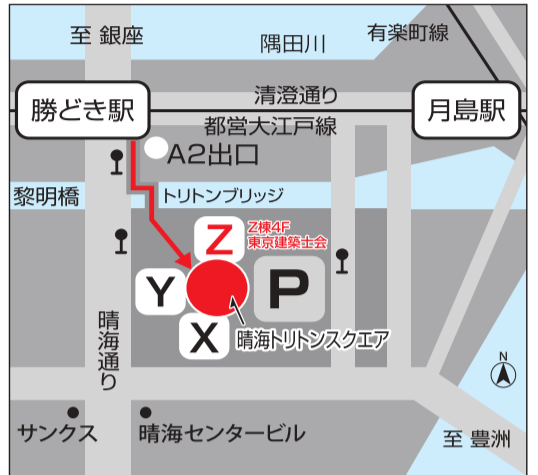 至 銀座
隅田川
有楽町線
勝どき駅
清澄通り
月島駅
都営大江戸線
A2出口
黎明橋
トリトンブリッジ
Z
Z棟4F
東京建築士会
Y
P
X
晴海トリトンスクエア
晴海通り
N
サンクス
晴海センタービル
至 豊洲